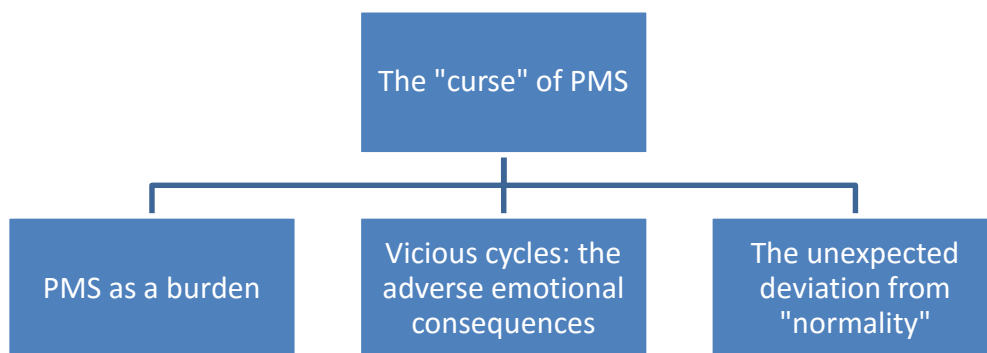 The "curse" of PMS
PMS as a burden
Vicious cycles: the
adverse emotional
consequences
The unexpected
deviation from
"normality"